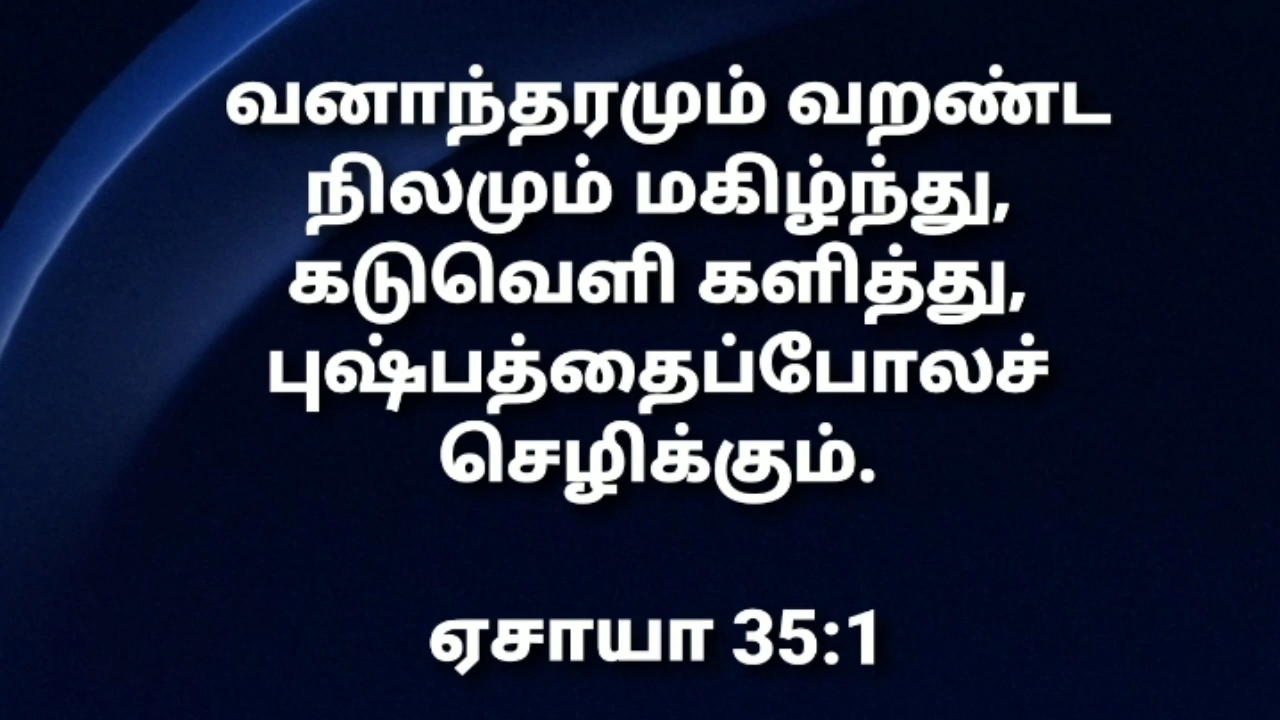 வனாந்தரமும் வறண்ட
நிலமும் மகிழ்ந்து,
கடுவெளி களித்து,
புஷ்பத்தைப்போலச்
செழிக்கும்.
ஏசாயா 35:1